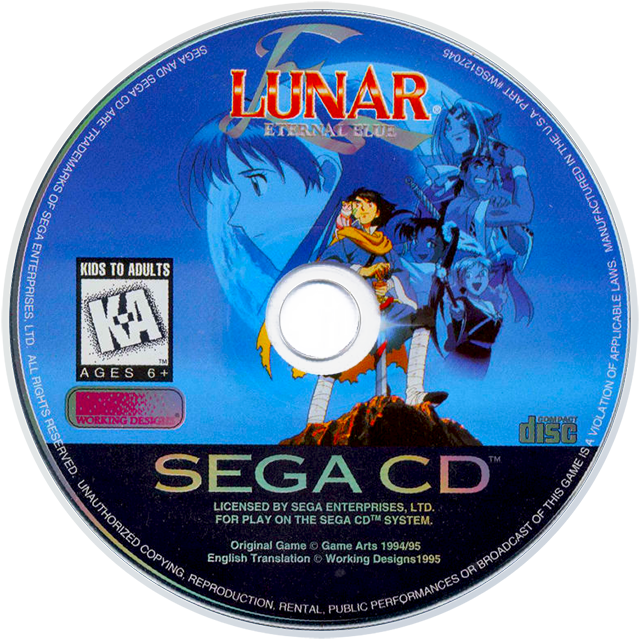 LUNAR®
ETERNAL BLUE
KIDS TO ADULTS
K-A
™
AGES 6+
WORKING DESIGNS
COMPACT
disc
SEGA CD™
LICENSED BY SEGA ENTERPRISES, LTD.
FOR PLAY ON THE SEGA CD™ SYSTEM.
Original Game © Game Arts 1994/95
English Translation © Working Designs1995
SEGA AND SEGA CD ARE TRADEMARKS OF SEGA ENTERPRISES, LTD. ALL RIGHTS RESERVED. UNAUTHORIZED COPYING, REPRODUCTION, RENTAL, PUBLIC PERFORMANCES OR BROADCAST OF THIS GAME IS A VIOLATION OF APPLICABLE LAWS. MANUFACTURED IN THE U.S.A. PART #WSG127045